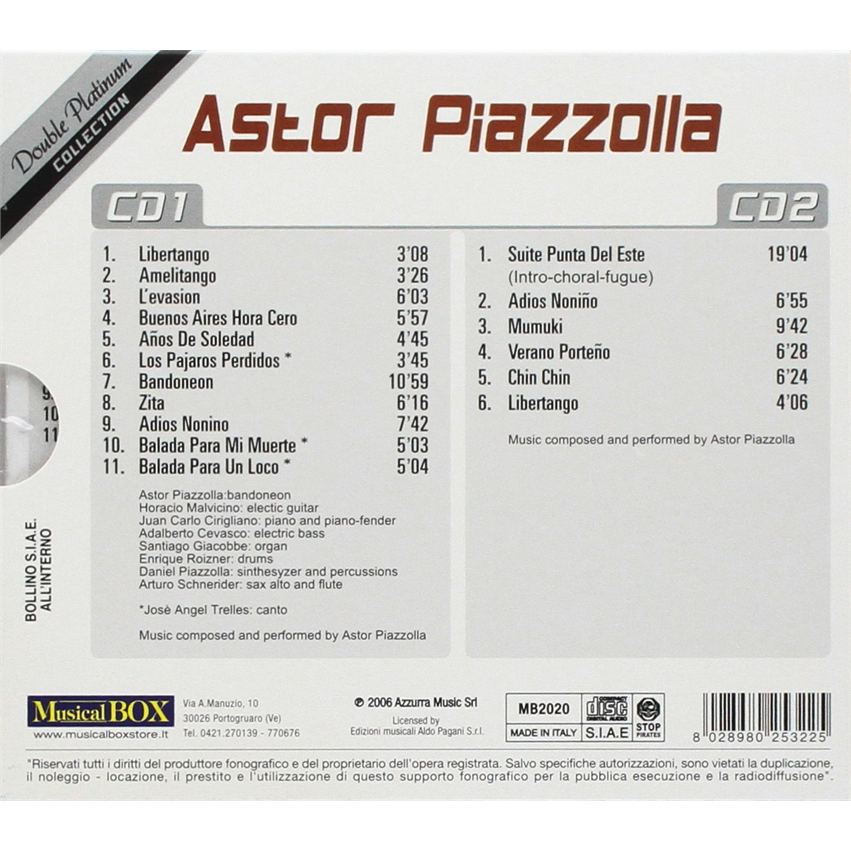 Double Platinum
COLLECTION
Astor Piazzolla
CD1
1. Libertango 3'08
2. Amelitango 3'26
3. L'evasion 6'03
4. Buenos Aires Hora Cero 5'57
5. Años De Soledad 4'45
6. Los Pajaros Perdidos * 3'45
7. Bandoneon 10'59
8. Zita 6'16
9. Adios Nonino 7'42
10. Balada Para Mi Muerte * 5'03
11. Balada Para Un Loco * 5'04
Astor Piazzolla:bandoneon
Horacio Malvicino: electic guitar
Juan Carlo Cirigliano: piano and piano-fender
Adalberto Cevasco: electric bass
Santiago Giacobbe: organ
Enrique Roizner: drums
Daniel Piazzolla: sinthesyzer and percussions
Arturo Schnerider: sax alto and flute
*Josè Angel Trelles: canto
Music composed and performed by Astor Piazzolla
CD2
1. Suite Punta Del Este 19'04
(Intro-choral-fugue)
2. Adios Noniño 6'55
3. Mumuki 9'42
4. Verano Porteño 6'28
5. Chin Chin 6'24
6. Libertango 4'06
Music composed and performed by Astor Piazzolla
9.
10
11
BOLLINO S.I.A.E.
ALL'INTERNO
Musical BOX
www.musicalboxstore.it
Via A.Manuzio, 10
30026 Portogruaro (Ve)
Tel. 0421.270139 - 770676
℗ 2006 Azzurra Music Srl
Licensed by
Edizioni musicali Aldo Pagani S.r.l.
MB2020
MADE IN ITALY
COMPACT
disc
DIGITAL AUDIO
S.I.A.E
STOP
PIRATES
8 028980 253225
"Riservati tutti i diritti del produttore fonografico e del proprietario dell'opera registrata. Salvo specifiche autorizzazioni, sono vietati la duplicazione,
il noleggio - locazione, il prestito e l'utilizzazione di questo supporto fonografico per la pubblica esecuzione e la radiodiffusione".